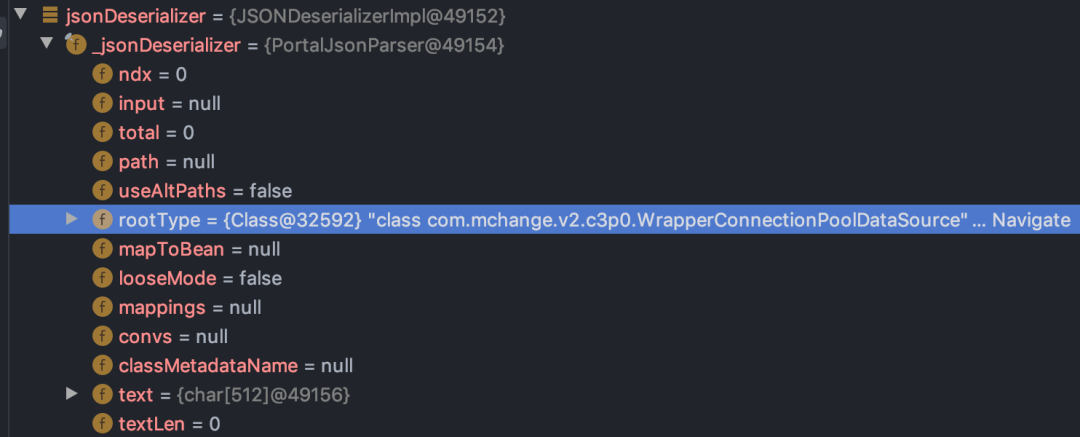 jsonDeserializer = {JSONDeserializerImpl@49152}
f _jsonDeserializer = {PortalJsonParser@49154}
f ndx = 0
f input = null
f total = 0
f path = null
f useAltPaths = false
f rootType = {Class@32592} "class com.mchange.v2.c3p0.WrapperConnectionPoolDataSource" ... Navigate
f mapToBean = null
f looseMode = false
f mappings = null
f convs = null
f classMetadataName = null
f text = {char[512]@49156}
f textLen = 0